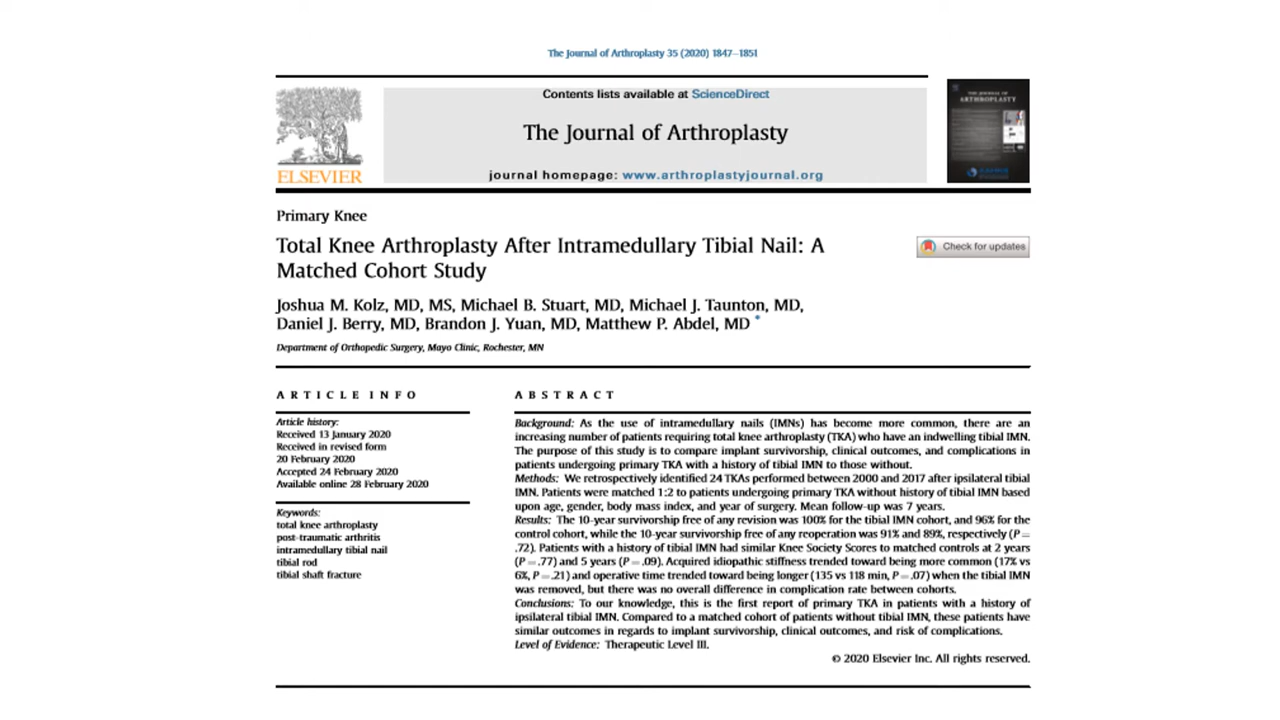 The Journal of Arthroplasty 35 (2020) 1847–1851
Contents lists available at ScienceDirect
The Journal of Arthroplasty
journal homepage: www.arthroplastyjournal.org
THE JOURNAL OF
ARTHROPLASTY
ELSEVIER
Primary Knee
Total Knee Arthroplasty After Intramedullary Tibial Nail: A
Matched Cohort Study
Check for updates
Joshua M. Kolz, MD, MS, Michael B. Stuart, MD, Michael J. Taunton, MD,
Daniel J. Berry, MD, Brandon J. Yuan, MD, Matthew P. Abdel, MD *
Department of Orthopedic Surgery, Mayo Clinic, Rochester, MN
ARTICLE INFO
Article history:
Received 13 January 2020
Received in revised form
20 February 2020
Accepted 24 February 2020
Available online 28 February 2020
Keywords:
total knee arthroplasty
post-traumatic arthritis
intramedullary tibial nail
tibial rod
tibial shaft fracture
ABSTRACT
Background: As the use of intramedullary nails (IMNs) has become more common, there are an
increasing number of patients requiring total knee arthroplasty (TKA) who have an indwelling tibial IMN.
The purpose of this study is to compare implant survivorship, clinical outcomes, and complications in
patients undergoing primary TKA with a history of tibial IMN to those without.
Methods: We retrospectively identified 24 TKAs performed between 2000 and 2017 after ipsilateral tibial
IMN. Patients were matched 1:2 to patients undergoing primary TKA without history of tibial IMN based
upon age, gender, body mass index, and year of surgery. Mean follow-up was 7 years.
Results: The 10-year survivorship free of any revision was 100% for the tibial IMN cohort, and 96% for the
control cohort, while the 10-year survivorship free of any reoperation was 91% and 89%, respectively (P =
.72). Patients with a history of tibial IMN had similar Knee Society Scores to matched controls at 2 years
(P = .77) and 5 years (P = .09). Acquired idiopathic stiffness trended toward being more common (17% vs
6%, P = .21) and operative time trended toward being longer (135 vs 118 min, P = .07) when the tibial IMN
was removed, but there was no overall difference in complication rate between cohorts.
Conclusions: To our knowledge, this is the first report of primary TKA in patients with a history of
ipsilateral tibial IMN. Compared to a matched cohort of patients without tibial IMN, these patients have
similar outcomes in regards to implant survivorship, clinical outcomes, and risk of complications.
Level of Evidence: Therapeutic Level III.
© 2020 Elsevier Inc. All rights reserved.